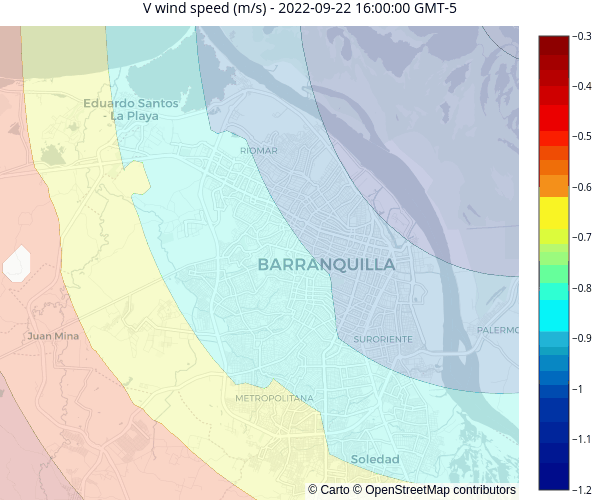 V wind speed (m/s) - 2022-09-22 16:00:00 GMT-5
Eduardo Santos
- La Playa
RIOMAR
BARRANQUILLA
Juan Mina
SURORIENTE
PALERMO
METROPOLITANA
Soledad
© Carto © OpenStreetMap contributors
−0.3
−0.4
−0.5
−0.6
−0.7
−0.8
−0.9
−1
−1.1
−1.2